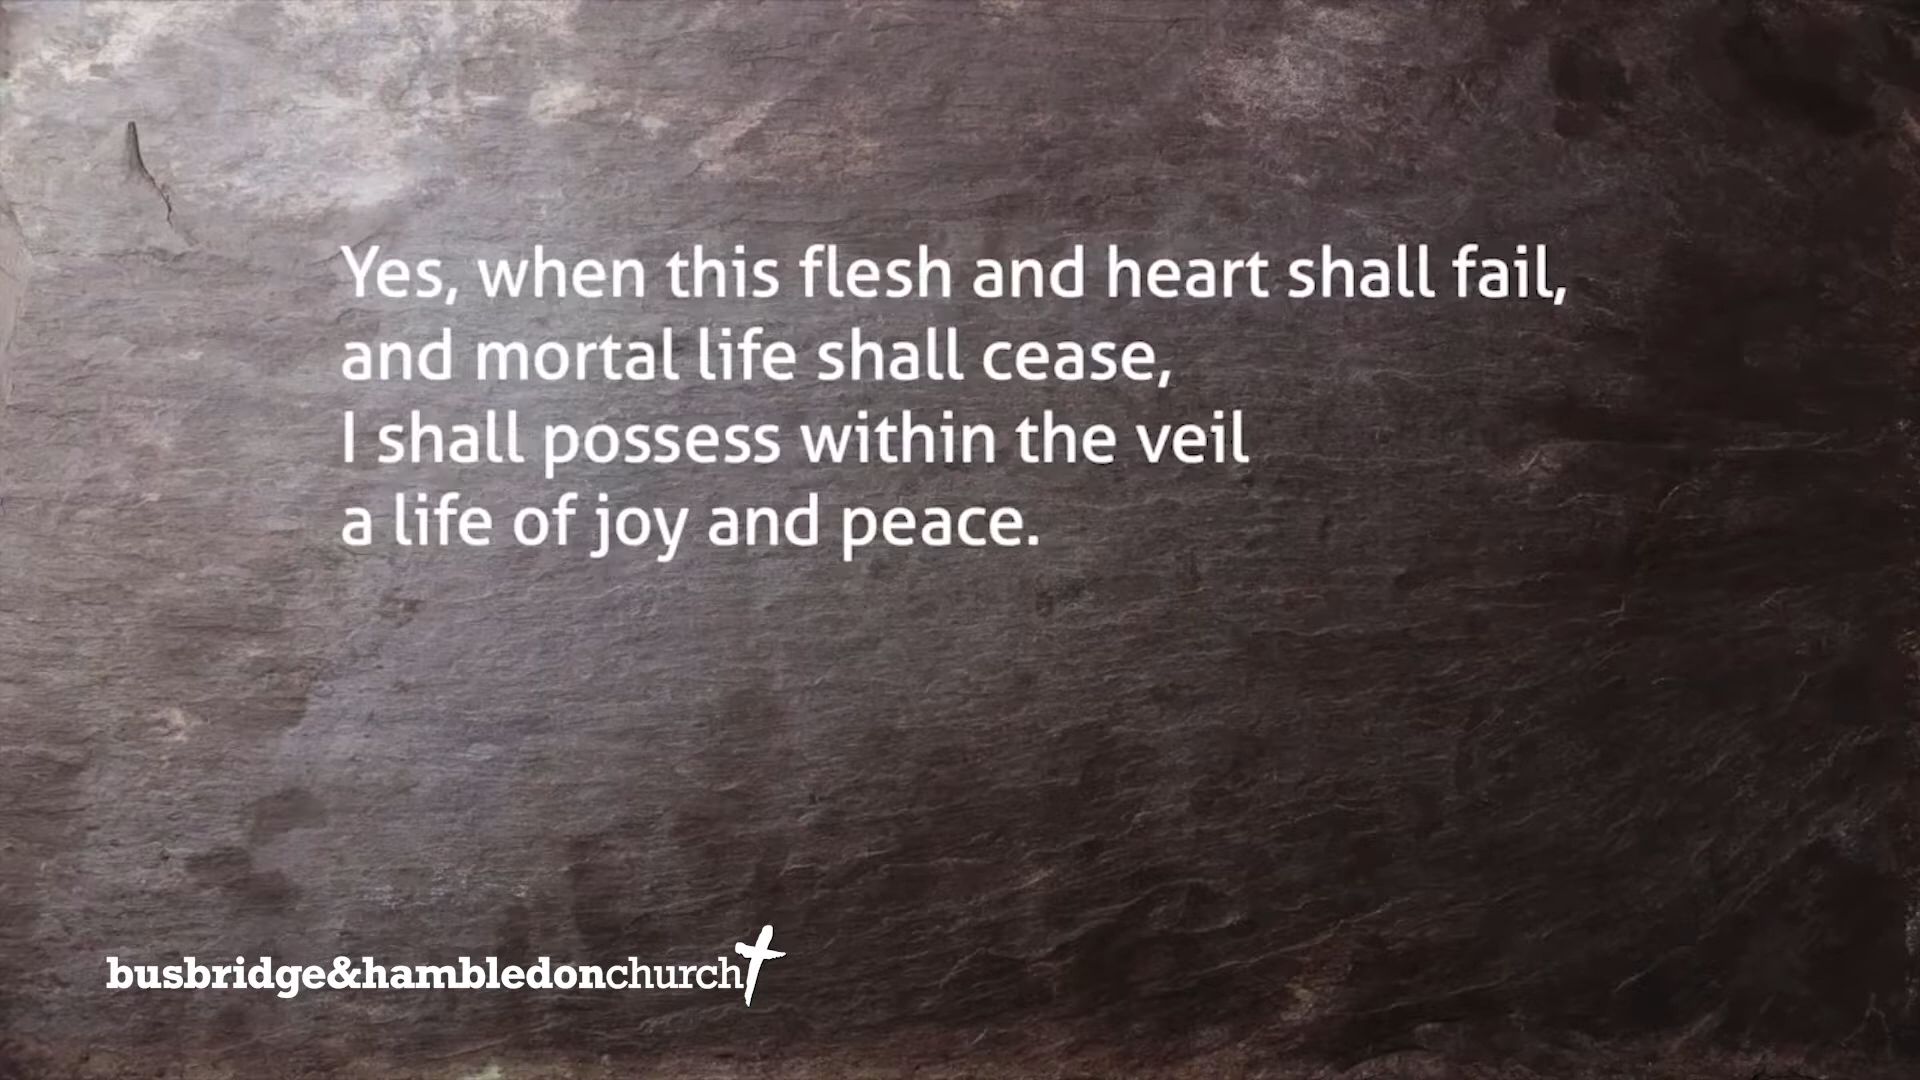 Yes, when this flesh and heart shall fail,
and mortal life shall cease,
I shall possess within the veil
a life of joy and peace.
busbridge&hambledonchurch